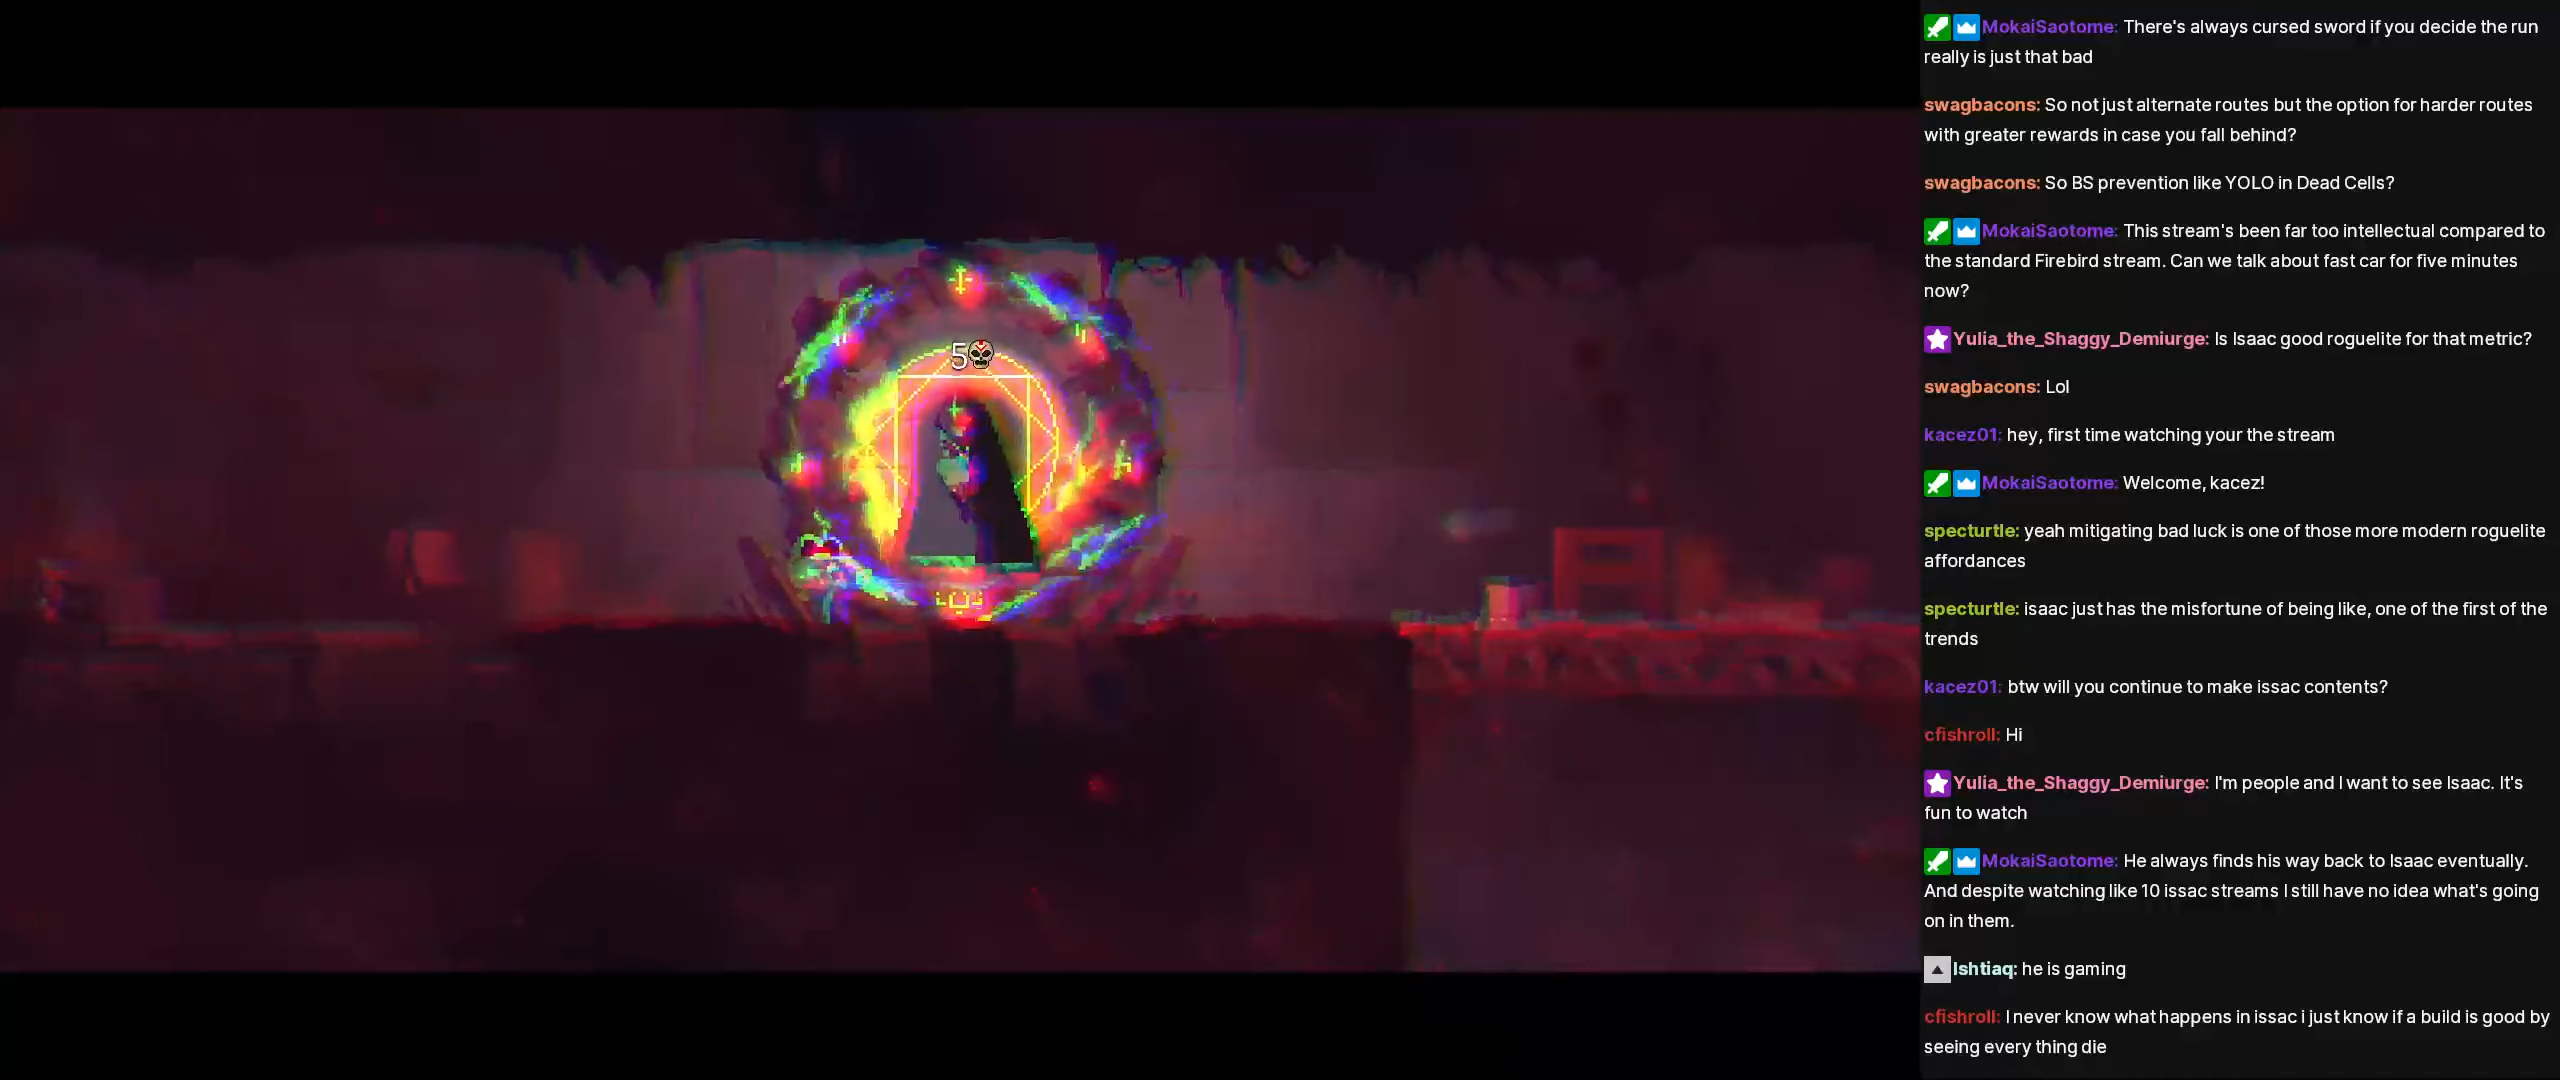 5
MokaiSaotome: There's always cursed sword if you decide the run
really is just that bad
swagbacons: So not just alternate routes but the option for harder routes
with greater rewards in case you fall behind?
swagbacons: So BS prevention like YOLO in Dead Cells?
MokaiSaotome: This stream's been far too intellectual compared to
the standard Firebird stream. Can we talk about fast car for five minutes
now?
Yulia_the_Shaggy_Demiurge: Is Isaac good roguelite for that metric?
swagbacons: Lol
kacez01: hey, first time watching your the stream
MokaiSaotome: Welcome, kacez!
specturtle: yeah mitigating bad luck is one of those more modern roguelite
affordances
specturtle: isaac just has the misfortune of being like, one of the first of the
trends
kacez01: btw will you continue to make issac contents?
cfishroll: Hi
Yulia_the_Shaggy_Demiurge: I'm people and I want to see Isaac. It's
fun to watch
MokaiSaotome: He always finds his way back to Isaac eventually.
And despite watching like 10 issac streams I still have no idea what's going
on in them.
Ishtiaq: he is gaming
cfishroll: I never know what happens in issac i just know if a build is good by
seeing every thing die